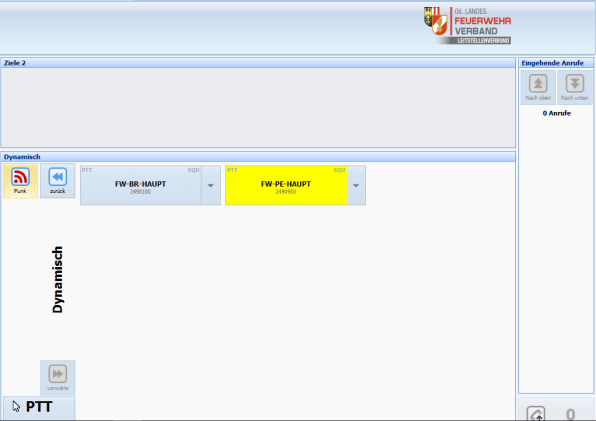 OÖ. LANDES
FEUERWEHR
VERBAND
LEITSTELLENVERBUND
Ziele 2
Eingehende Anrufe
Nach oben
Nach unten
0 Anrufe
Dynamisch
Funk
zurück
PTT
SQU
FW-BR-HAUPT
2490100
PTT
SQU
FW-PE-HAUPT
2490900
Dynamisch
vorwärts
PTT
0